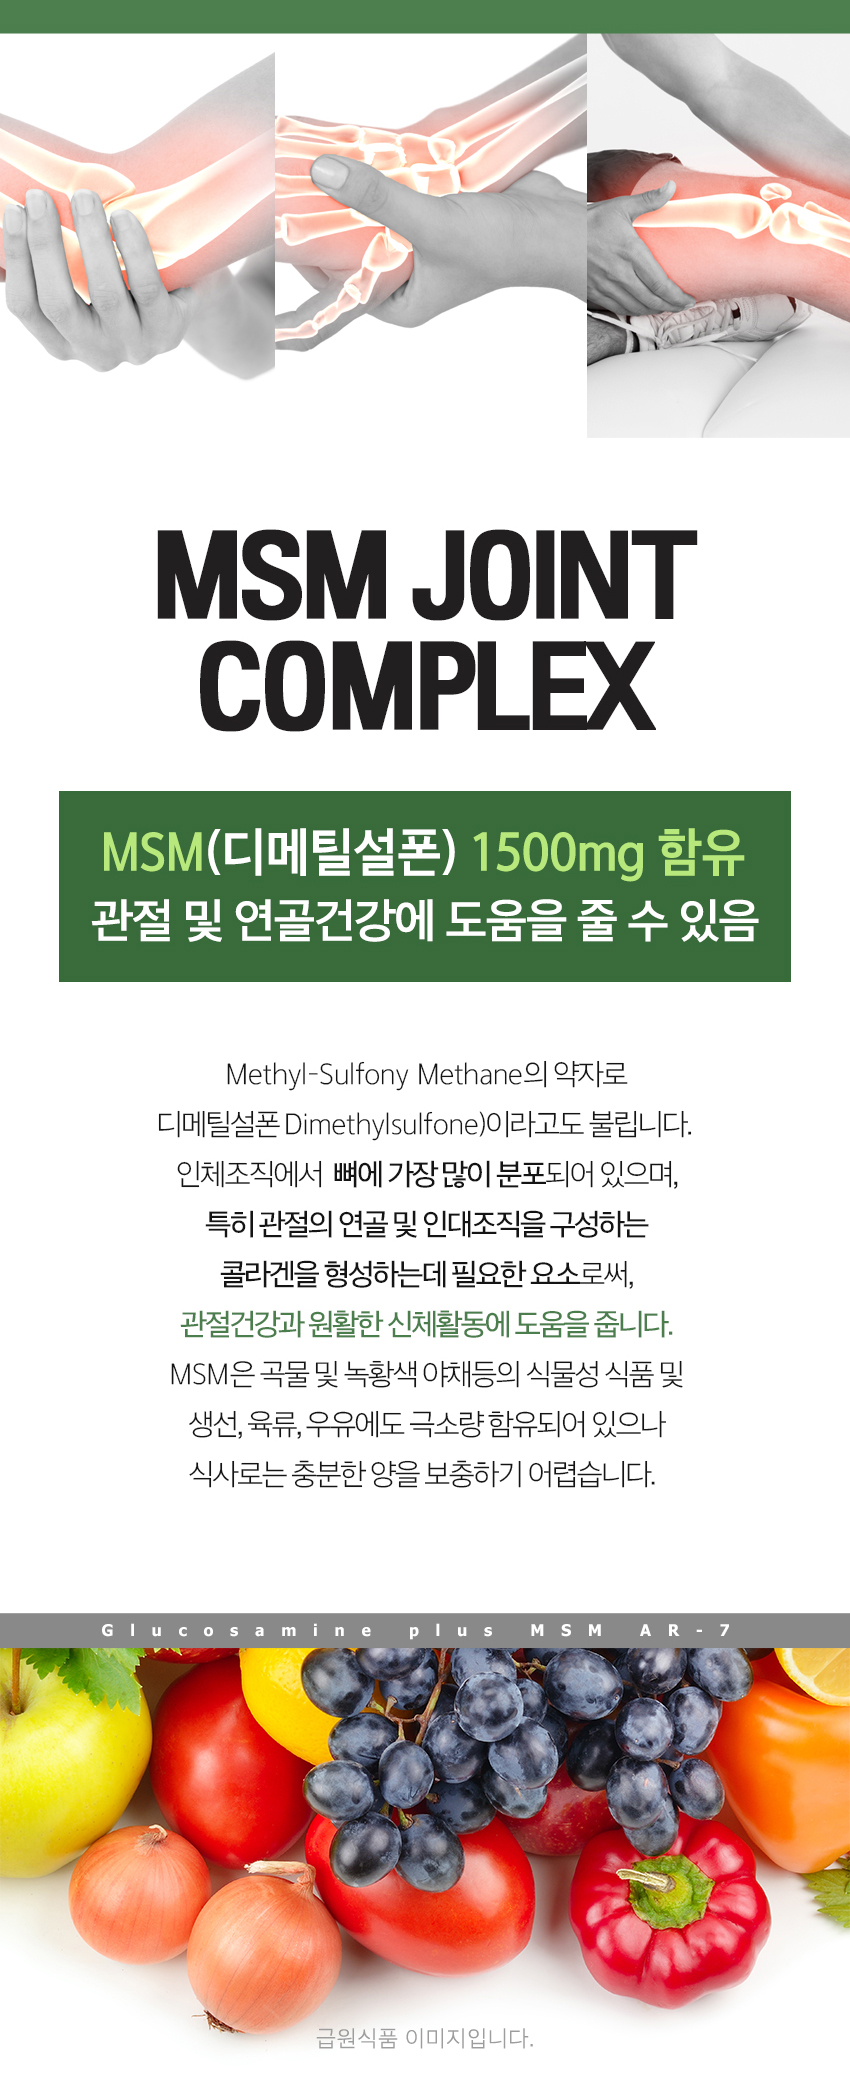 MSM JOINT
COMPLEX
MSM(디메틸설폰) 1500mg 함유
관절 및 연골건강에 도움을 줄 수 있음
Methyl-Sulfony Methane의 약자로
디메틸설폰 Dimethylsulfone)이라고도 불립니다.
인체조직에서 뼈에 가장 많이 분포되어 있으며,
특히 관절의 연골 및 인대조직을 구성하는
콜라겐을 형성하는데 필요한 요소로써,
관절건강과 원활한 신체활동에 도움을 줍니다.
MSM은 곡물 및 녹황색 야채등의 식물성 식품 및
생선, 육류, 우유에도 극소량 함유되어 있으나
식사로는 충분한 양을 보충하기 어렵습니다.
Glucosamine plus MSM AR-7
급원식품 이미지입니다.